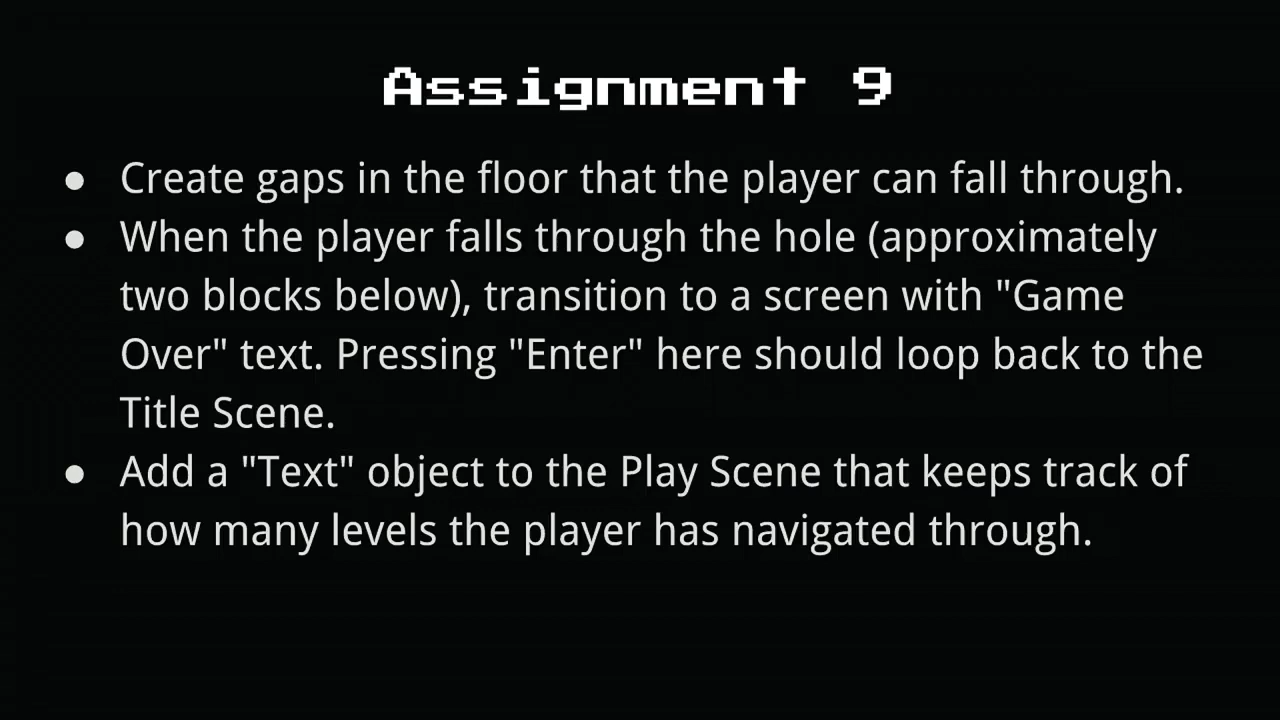 Assignment 9
● Create gaps in the floor that the player can fall through.
● When the player falls through the hole (approximately
two blocks below), transition to a screen with "Game
Over" text. Pressing "Enter" here should loop back to the
Title Scene.
● Add a "Text" object to the Play Scene that keeps track of
how many levels the player has navigated through.